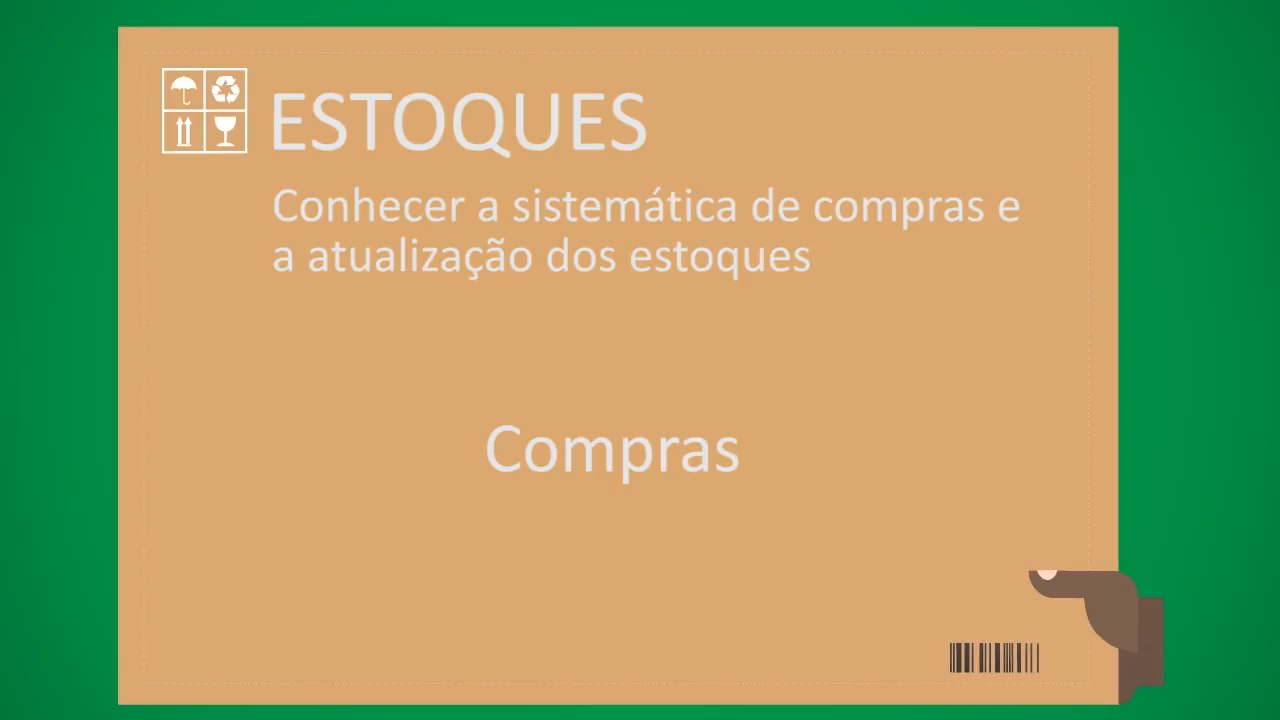 ESTOQUES
Conhecer a sistemática de compras e
a atualização dos estoques
Compras